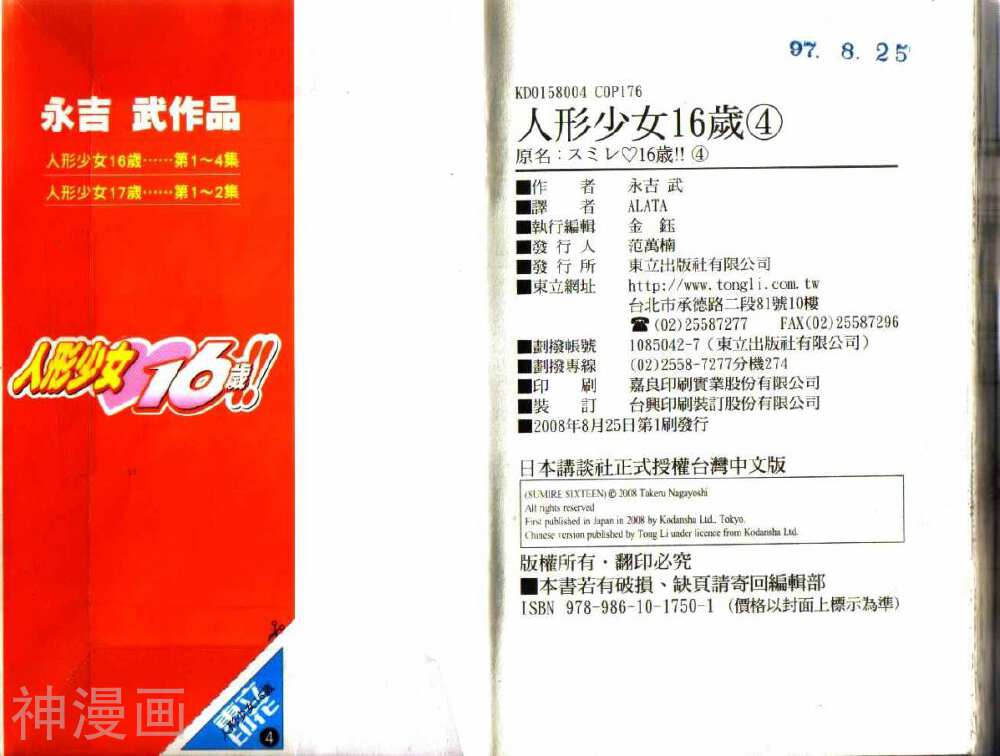 永吉 武作品
人形少女16歲……第1～4集
人形少女17歲……第1～2集
人形少女16歲!!
東立
印花
人形少女16歲
4
神漫画
97. 8. 25
KD0158004 COP176
人形少女16歲④
原名：スミレ♡16歳!! ④
■作 者 永吉 武
■譯 者 ALATA
■執行編輯 金 鈺
■發 行 人 范萬楠
■發 行 所 東立出版社有限公司
■東立網址 http://www.tongli.com.tw
台北市承德路二段81號10樓
☎(02)25587277 FAX(02)25587296
■劃撥帳號 1085042-7（東立出版社有限公司）
■劃撥專線 (02)2558-7277分機274
■印 刷 嘉良印刷實業股份有限公司
■裝 訂 台興印刷裝訂股份有限公司
■2008年8月25日第1刷發行
日本講談社正式授權台灣中文版
(SUMIRE SIXTEEN) © 2008 Takeru Nagayoshi
All rights reserved
First published in Japan in 2008 by Kodansha Ltd., Tokyo.
Chinese version published by Tong Li under licence from Kodansha Ltd.
版權所有·翻印必究
■本書若有破損、缺頁請寄回編輯部
ISBN 978-986-10-1750-1（價格以封面上標示為準）